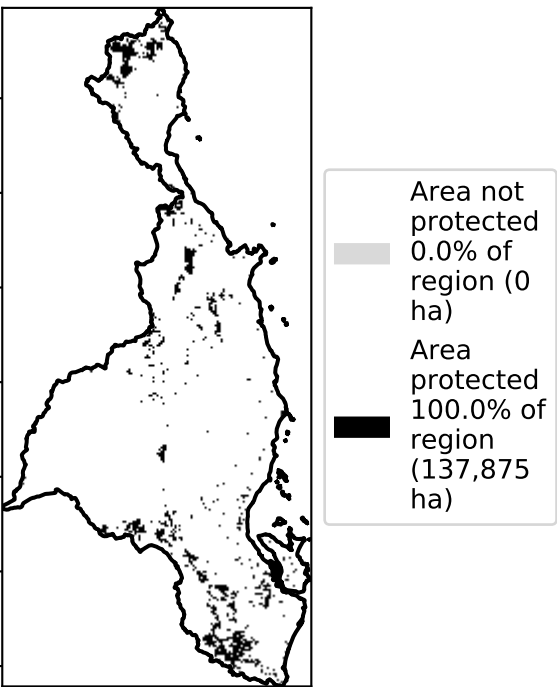 Area not
protected
0.0% of
region (0
ha)
Area
protected
100.0% of
region
(137,875
ha)